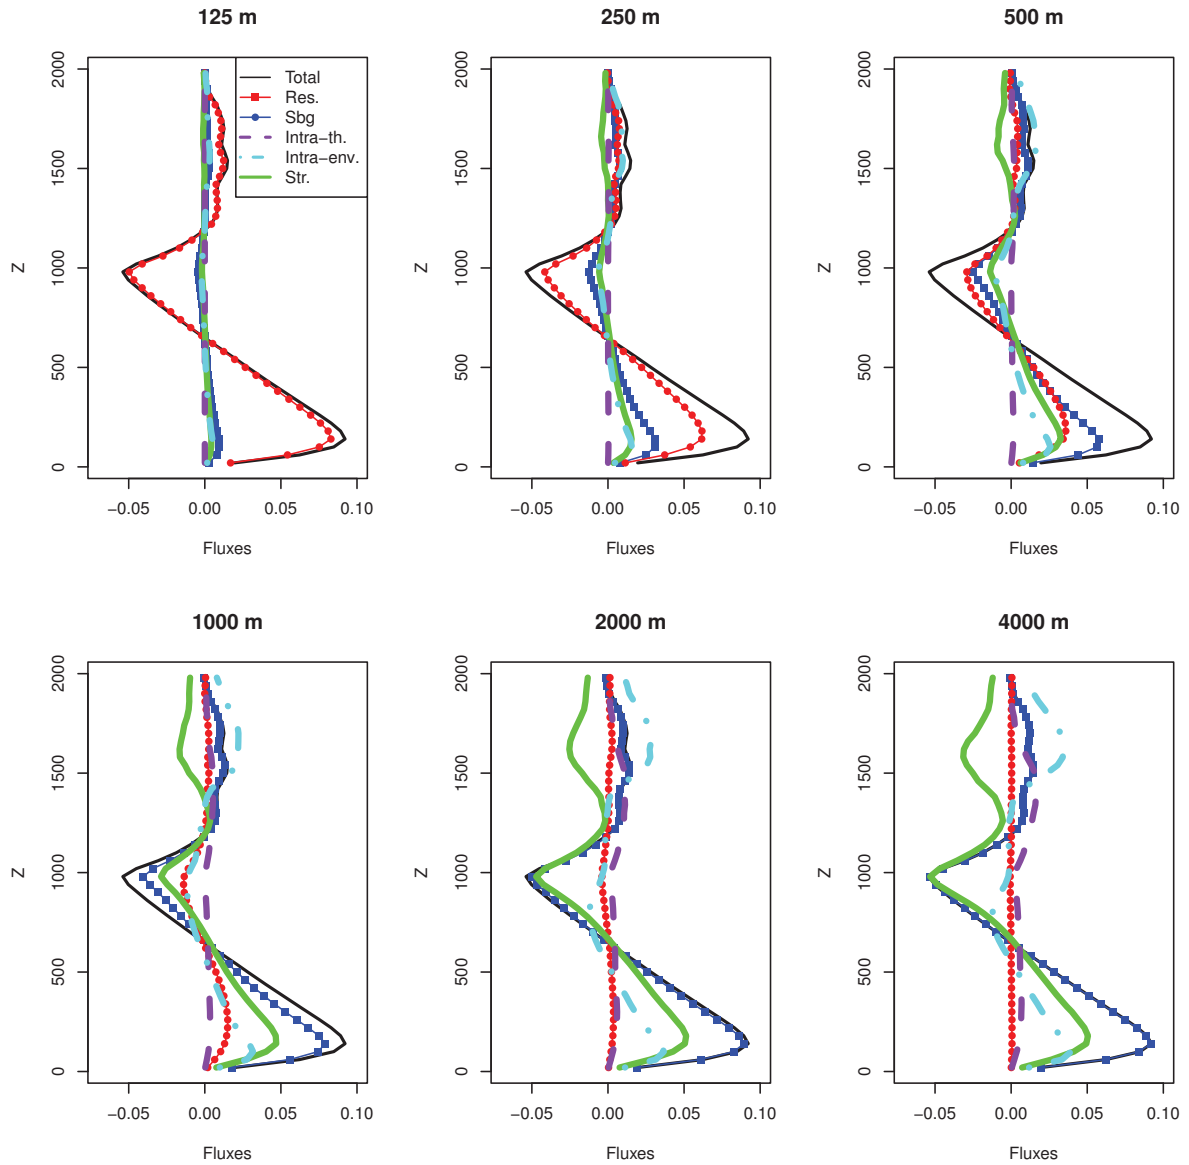 125 m
250 m
500 m
2000
1500
1000
500
0
Z
Total
Res.
Sbg
Intra−th.
Intra−env.
Str.
−0.05
0.00
0.05
0.10
Fluxes
2000
1500
1000
500
0
Z
−0.05
0.00
0.05
0.10
Fluxes
2000
1500
1000
500
0
Z
−0.05
0.00
0.05
0.10
Fluxes
1000 m
2000 m
4000 m
2000
1500
1000
500
0
Z
−0.05
0.00
0.05
0.10
Fluxes
2000
1500
1000
500
0
Z
−0.05
0.00
0.05
0.10
Fluxes
2000
1500
1000
500
0
Z
−0.05
0.00
0.05
0.10
Fluxes